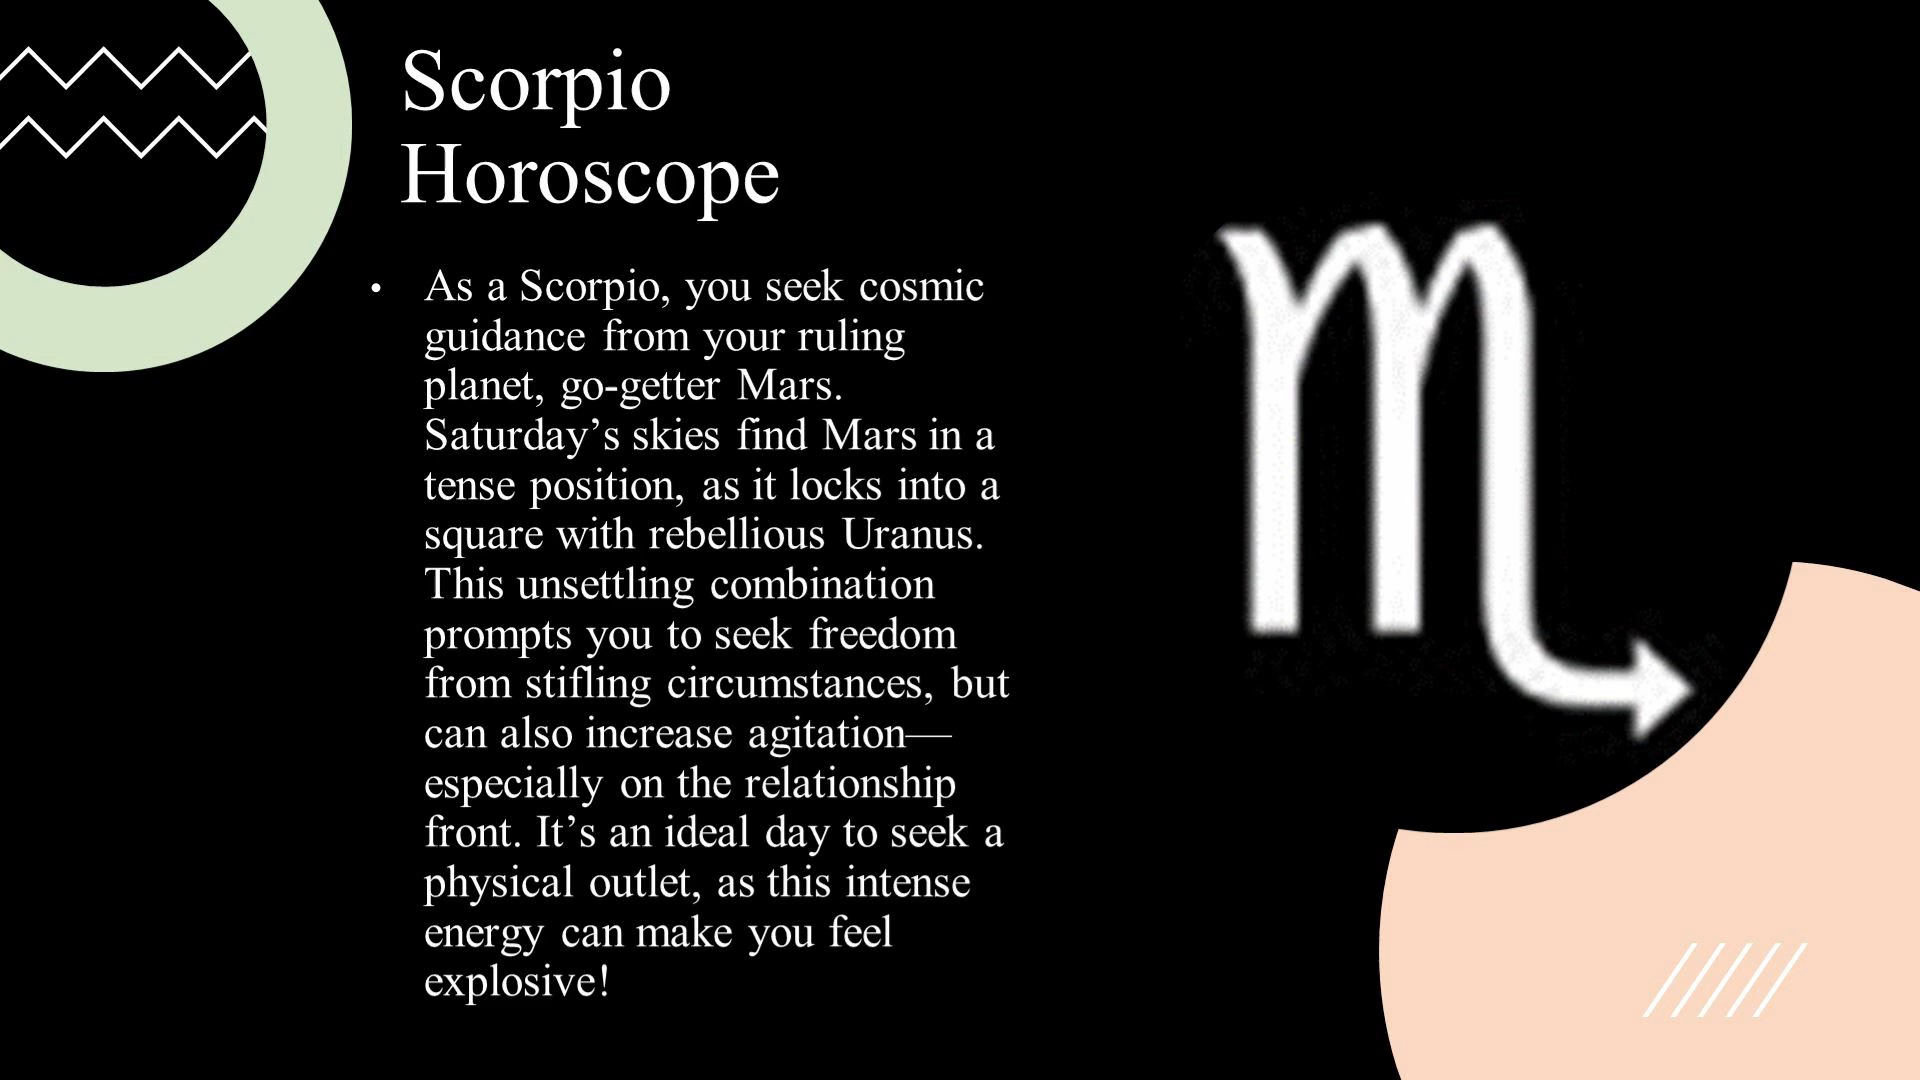 Scorpio
Horoscope
• As a Scorpio, you seek cosmic
guidance from your ruling
planet, go-getter Mars.
Saturday’s skies find Mars in a
tense position, as it locks into a
square with rebellious Uranus.
This unsettling combination
prompts you to seek freedom
from stifling circumstances, but
can also increase agitation—
especially on the relationship
front. It’s an ideal day to seek a
physical outlet, as this intense
energy can make you feel
explosive!